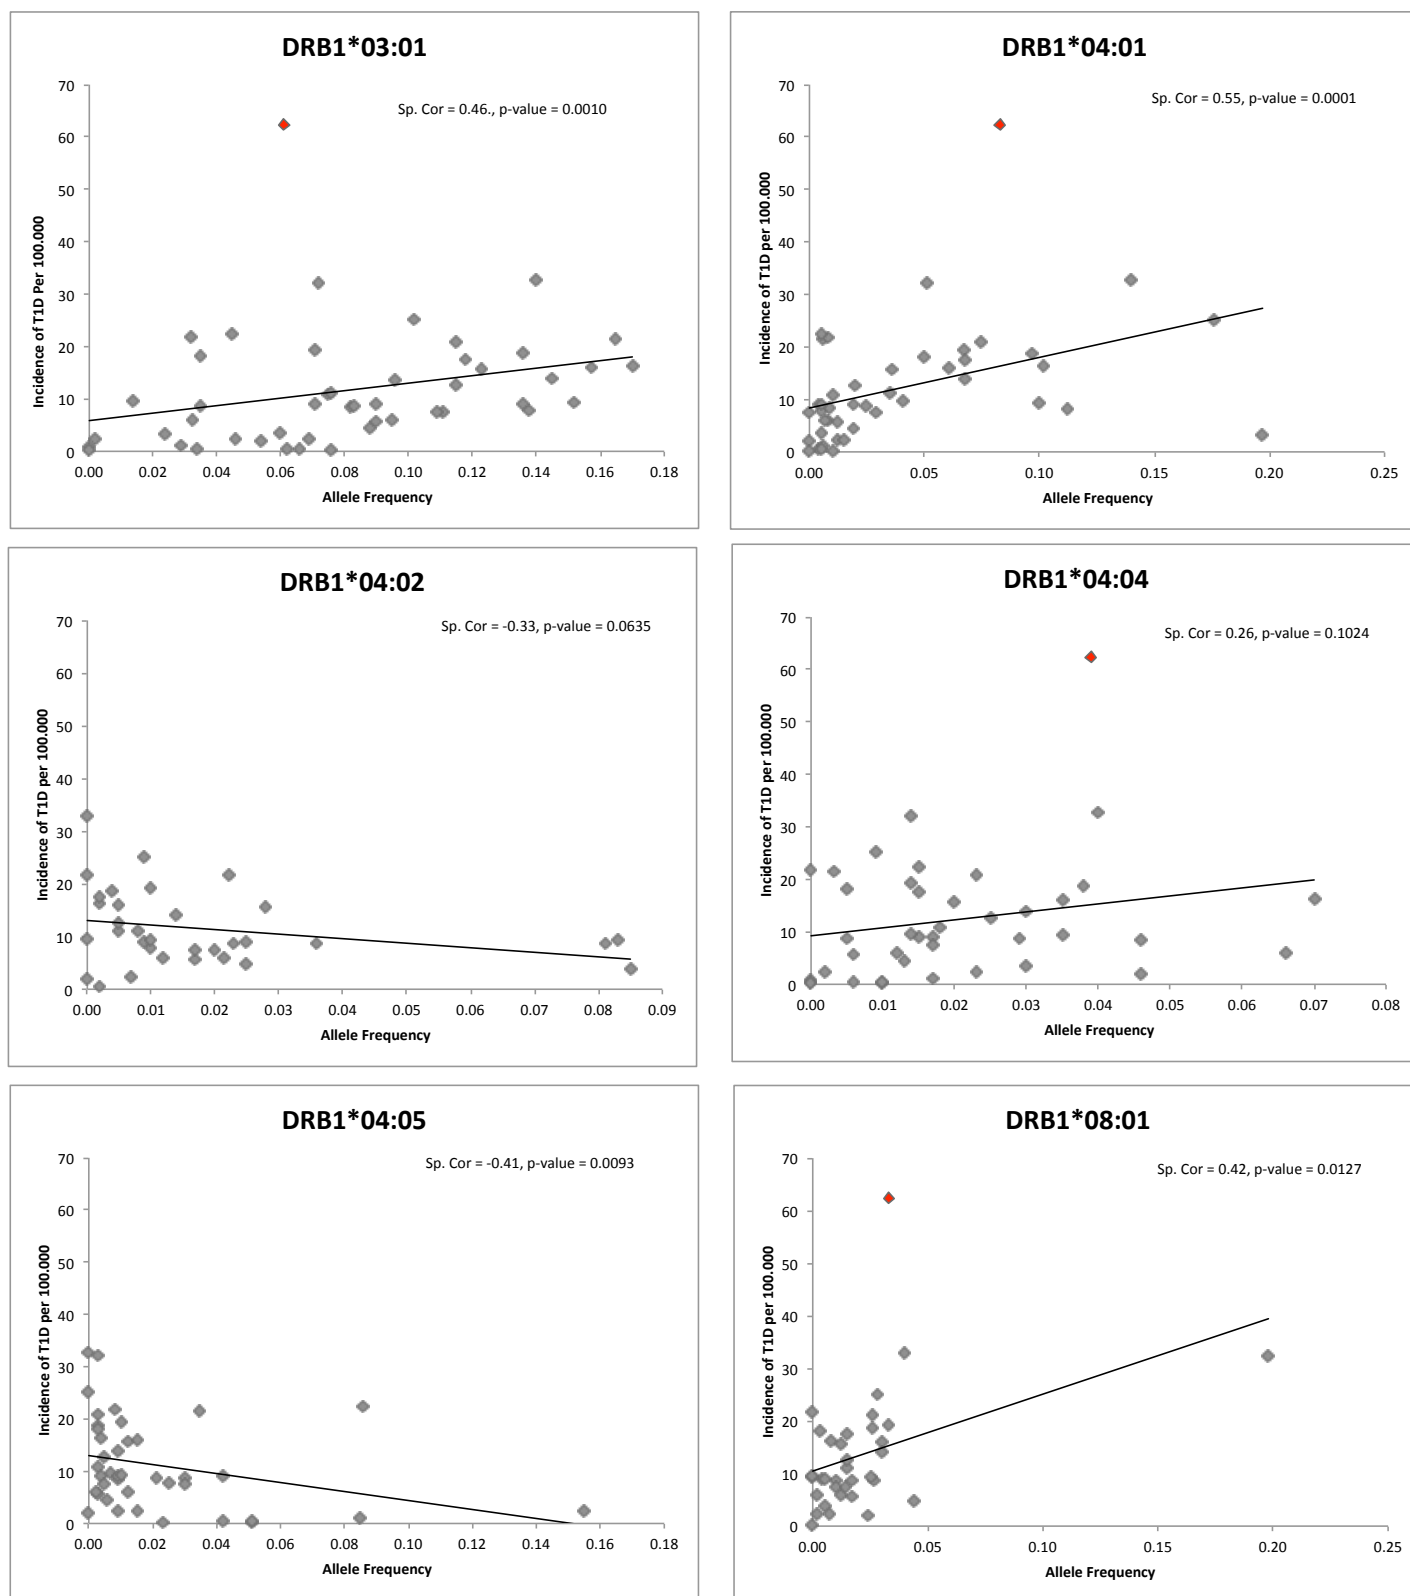 DRB1*03:01
Sp. Cor = 0.46., p-value = 0.0010
Incidence of T1D Per 100.000
70
60
50
40
30
20
10
0
0.00 0.02 0.04 0.06 0.08 0.10 0.12 0.14 0.16 0.18
Allele Frequency
DRB1*04:01
Sp. Cor = 0.55, p-value = 0.0001
Incidence of T1D per 100.000
70
60
50
40
30
20
10
0
0.00 0.05 0.10 0.15 0.20 0.25
Allele Frequency
DRB1*04:02
Sp. Cor = -0.33, p-value = 0.0635
Incidence of T1D per 100.000
70
60
50
40
30
20
10
0
0.00 0.01 0.02 0.03 0.04 0.05 0.06 0.07 0.08 0.09
Allele Frequency
DRB1*04:04
Sp. Cor = 0.26, p-value = 0.1024
Incidence of T1D per 100.000
70
60
50
40
30
20
10
0
0.00 0.01 0.02 0.03 0.04 0.05 0.06 0.07 0.08
Allele Frequency
DRB1*04:05
Sp. Cor = -0.41, p-value = 0.0093
Incidence of T1D per 100.000
70
60
50
40
30
20
10
0
0.00 0.02 0.04 0.06 0.08 0.10 0.12 0.14 0.16 0.18
Allele Frequency
DRB1*08:01
Sp. Cor = 0.42, p-value = 0.0127
Incidence of T1D per 100.000
70
60
50
40
30
20
10
0
0.00 0.05 0.10 0.15 0.20 0.25
Allele Frequency